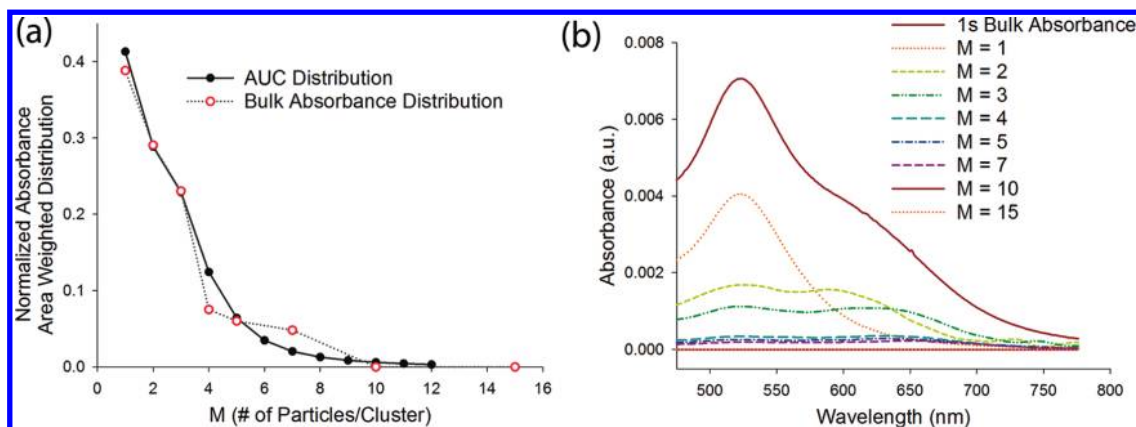 (a)
Normalized Absorbance
Area Weighted Distribution
0.4
0.3
0.2
0.1
0.0
AUC Distribution
Bulk Absorbance Distribution
0 2 4 6 8 10 12 14 16
M (# of Particles/Cluster)
(b)
Absorbance (a.u.)
0.008
0.006
0.004
0.002
0.000
1s Bulk Absorbance
M = 1
M = 2
M = 3
M = 4
M = 5
M = 7
M = 10
M = 15
500 550 600 650 700 750 800
Wavelength (nm)